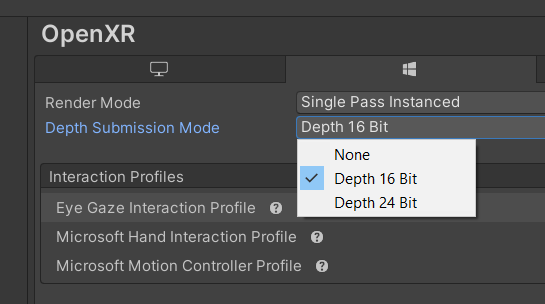 OpenXR
Render Mode Single Pass Instanced
Depth Submission Mode Depth 16 Bit
None
Depth 16 Bit
Depth 24 Bit
Interaction Profiles
Eye Gaze Interaction Profile ?
Microsoft Hand Interaction Profile ?
Microsoft Motion Controller Profile ?